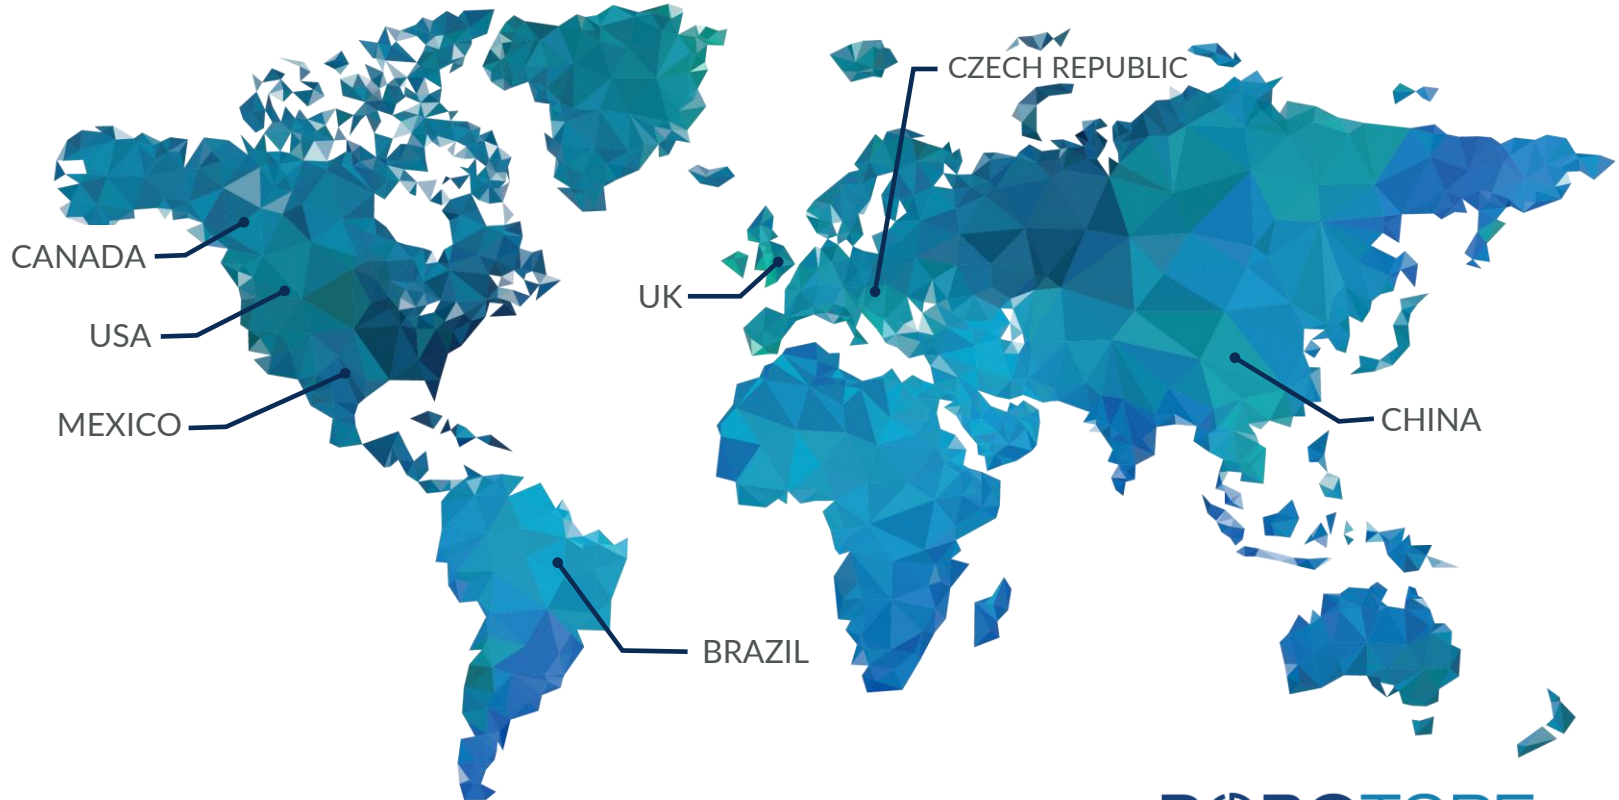 CZECH REPUBLIC
CANADA
UK
USA
MEXICO
CHINA
BRAZIL